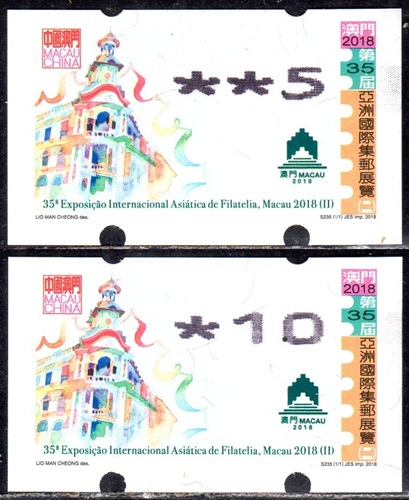 中國澳門
MACAU
CHINA
**5
澳門
2018
第
35
屆
亞洲國際集郵展覽(二)
澳門 MACAU
2018
35ª Exposição Internacional Asiática de Filatelia, Macau 2018 (II)
LIO MAN CHEONG des.
S235 (1/1) JES imp. 2018
中國澳門
MACAU
CHINA
*10
澳門
2018
第
35
屆
亞洲國際集郵展覽(二)
澳門 MACAU
2018
35ª Exposição Internacional Asiática de Filatelia, Macau 2018 (II)
LIO MAN CHEONG des.
S235 (1/1) JES imp. 2018